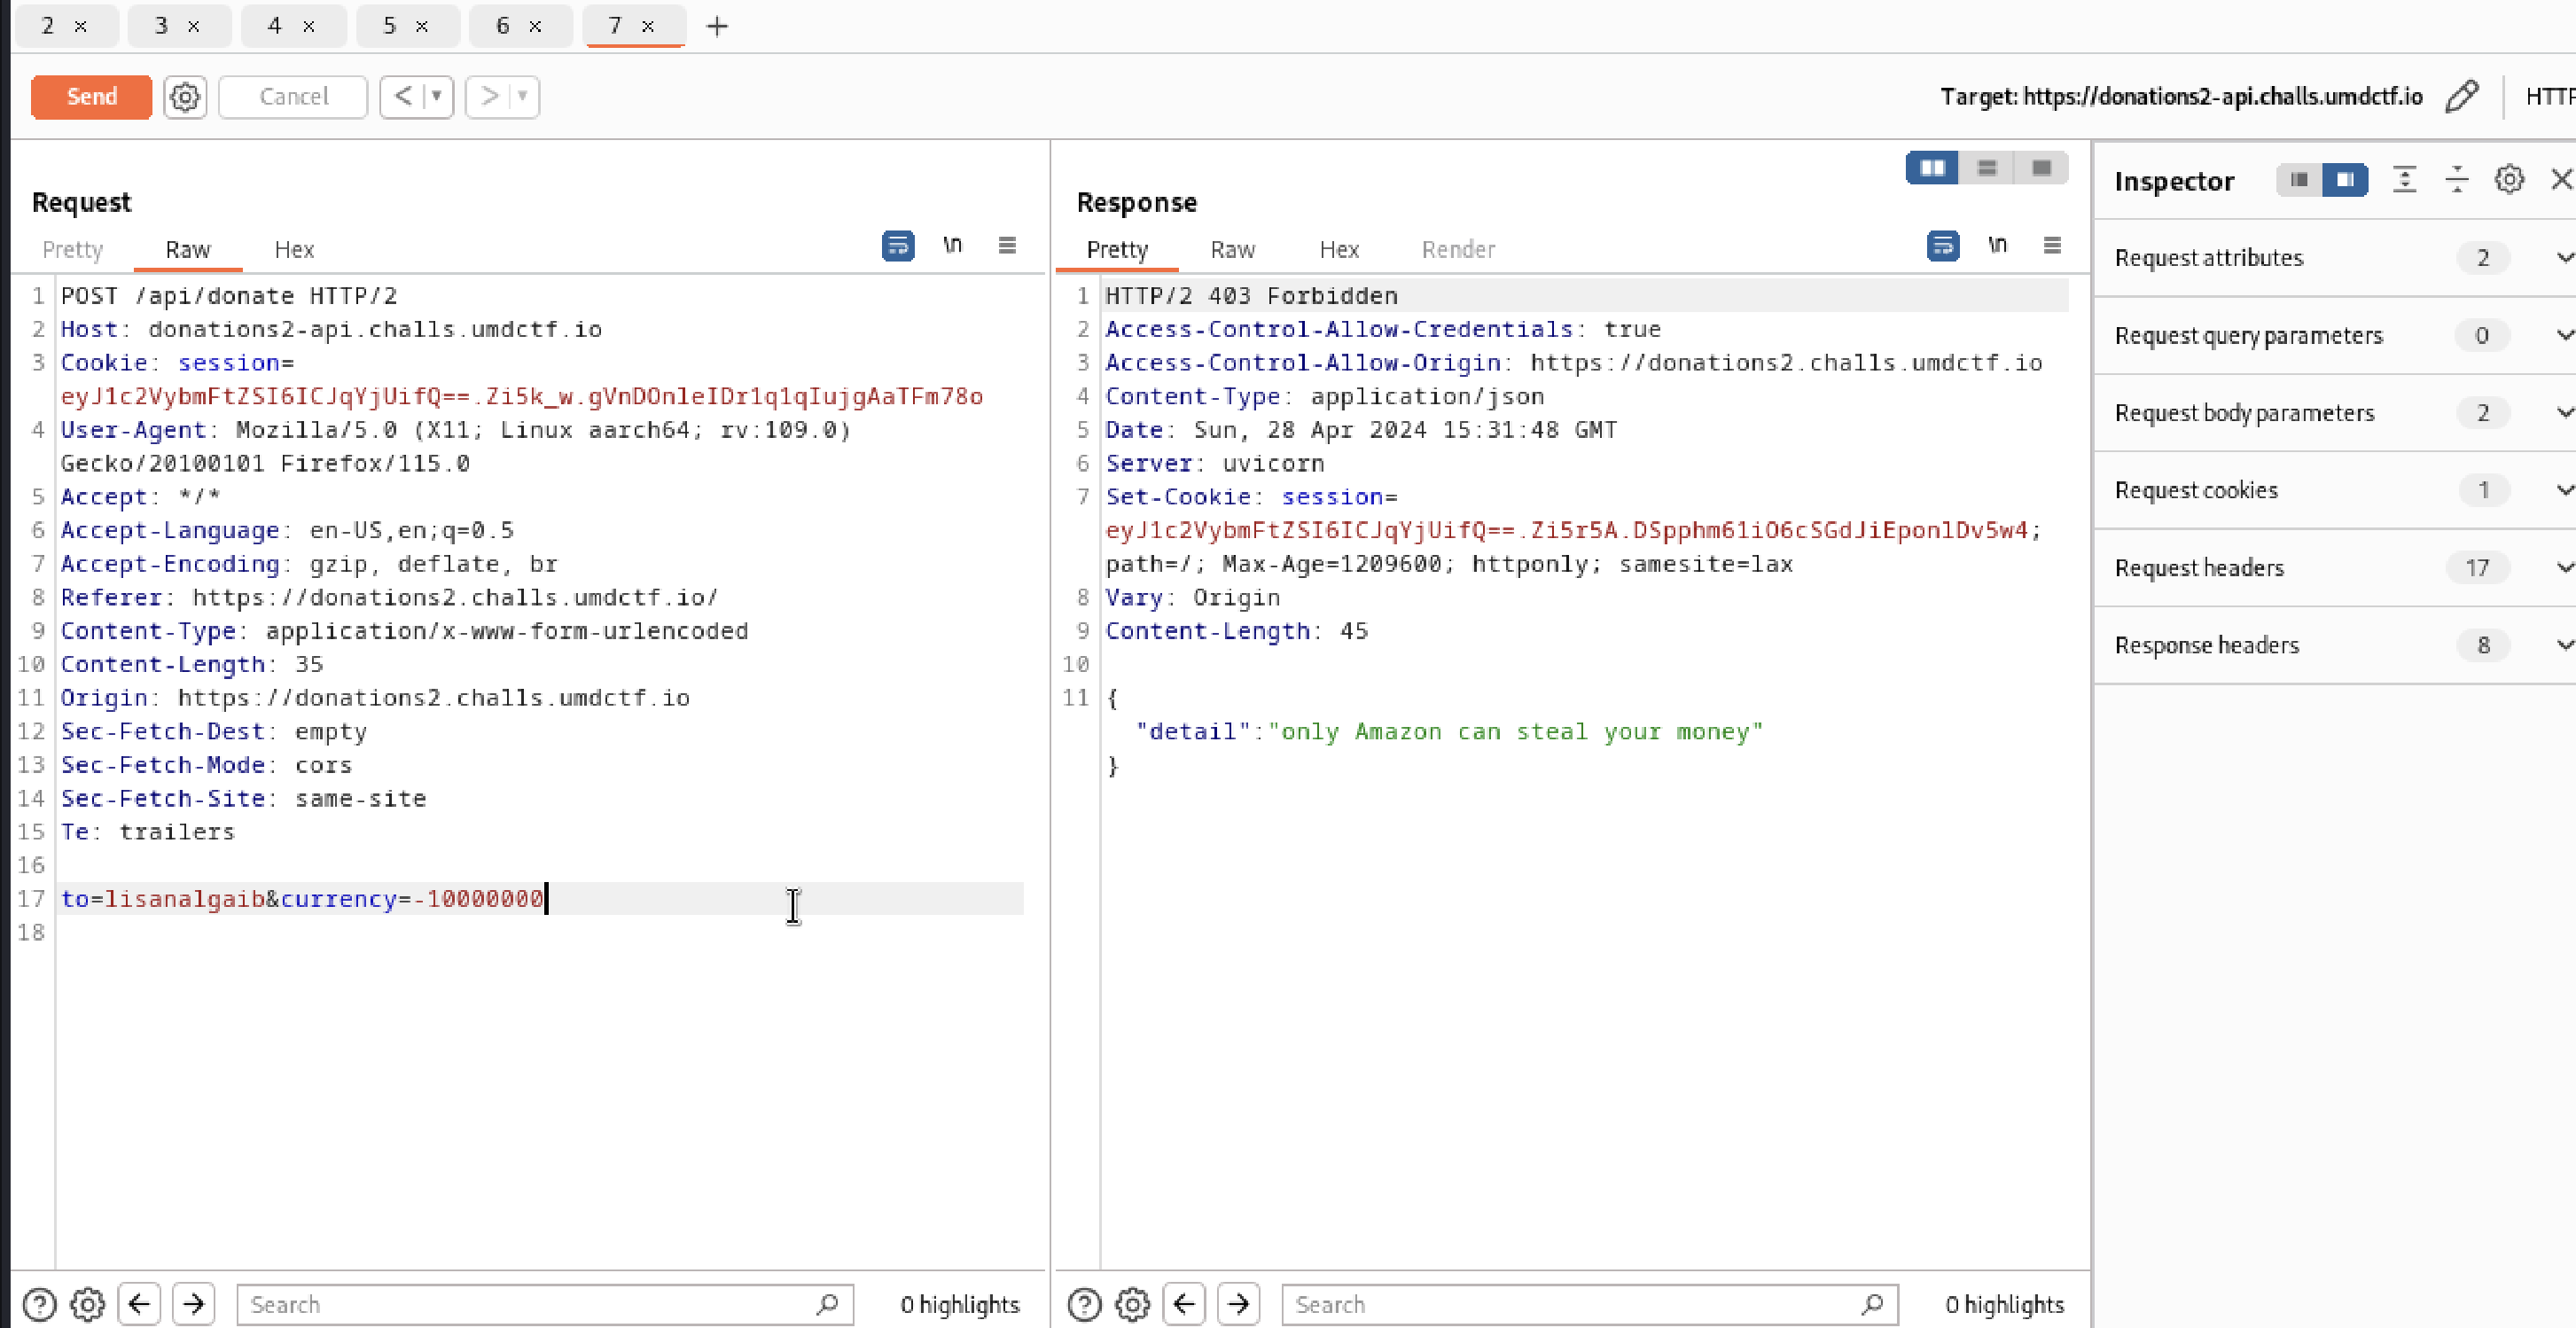 2 × 3 × 4 × 5 × 6 × 7 × +
Send Cancel < ▾ > ▾ Target: https://donations2-api.challs.umdctf.io
Request
Pretty Raw Hex \n
1 POST /api/donate HTTP/2
2 Host: donations2-api.challs.umdctf.io
3 Cookie: session=
eyJ1c2VybmFtZSI6ICJqYjUifQ==.Zi5k_w.gVnDOnleIDr1q1qIujgAaTFm78o
4 User-Agent: Mozilla/5.0 (X11; Linux aarch64; rv:109.0)
Gecko/20100101 Firefox/115.0
5 Accept: */*
6 Accept-Language: en-US,en;q=0.5
7 Accept-Encoding: gzip, deflate, br
8 Referer: https://donations2.challs.umdctf.io/
9 Content-Type: application/x-www-form-urlencoded
10 Content-Length: 35
11 Origin: https://donations2.challs.umdctf.io
12 Sec-Fetch-Dest: empty
13 Sec-Fetch-Mode: cors
14 Sec-Fetch-Site: same-site
15 Te: trailers
16
17 to=lisanalgaib&currency=-10000000
18
Search 0 highlights
Response
Pretty Raw Hex Render \n
1 HTTP/2 403 Forbidden
2 Access-Control-Allow-Credentials: true
3 Access-Control-Allow-Origin: https://donations2.challs.umdctf.io
4 Content-Type: application/json
5 Date: Sun, 28 Apr 2024 15:31:48 GMT
6 Server: uvicorn
7 Set-Cookie: session=
eyJ1c2VybmFtZSI6ICJqYjUifQ==.Zi5r5A.DSpphm61iO6cSGdJiEponlDv5w4;
path=/; Max-Age=1209600; httponly; samesite=lax
8 Vary: Origin
9 Content-Length: 45
10
11 {
"detail":"only Amazon can steal your money"
}
Search 0 highlights
Inspector
Request attributes 2
Request query parameters 0
Request body parameters 2
Request cookies 1
Request headers 17
Response headers 8